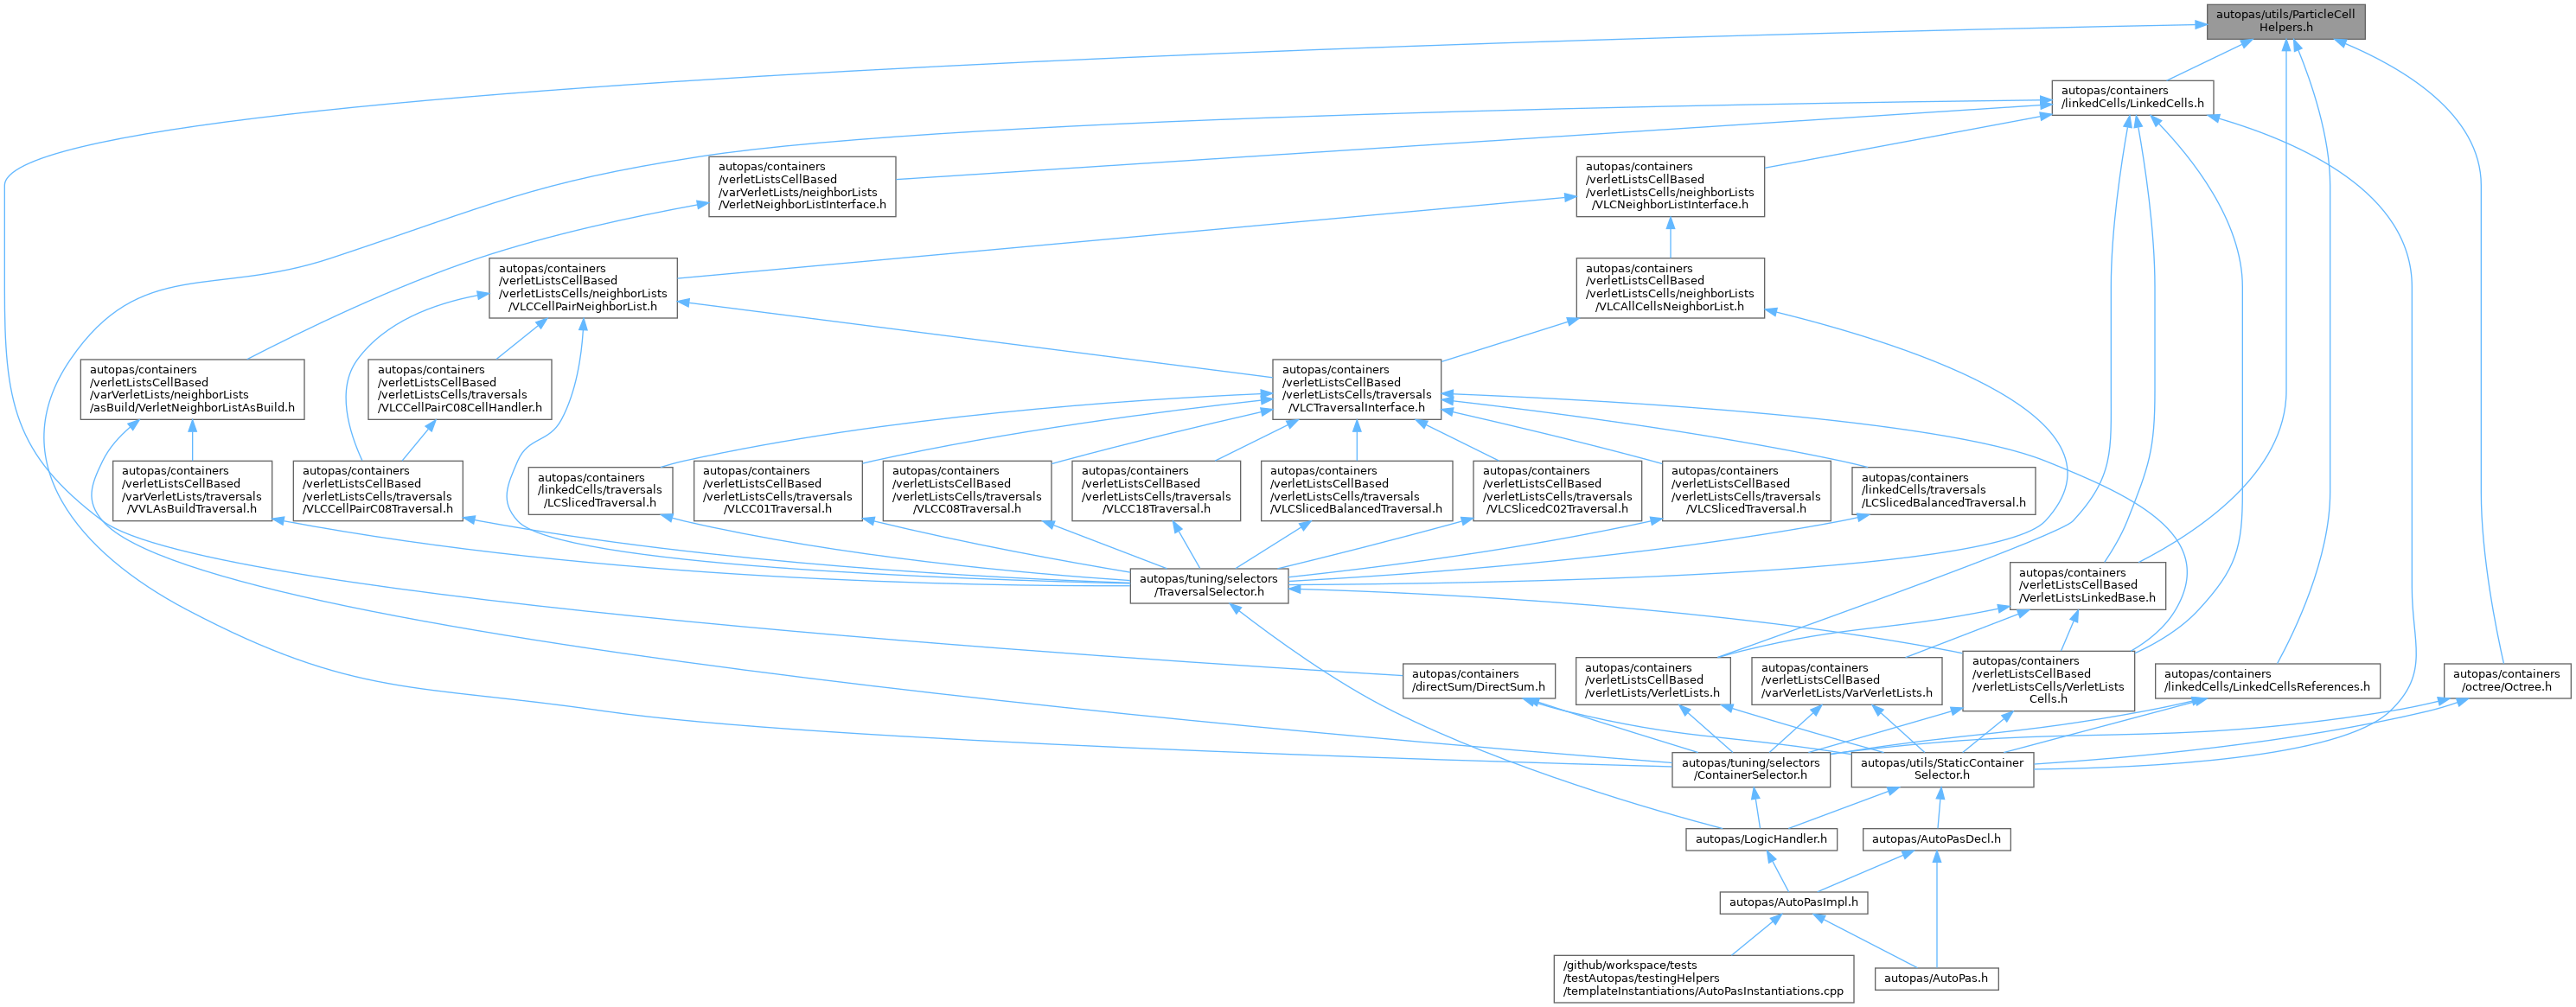 autopas/utils/ParticleCell
Helpers.h
autopas/containers
/linkedCells/LinkedCells.h
autopas/containers
/verletListsCellBased
/varVerletLists/neighborLists
/VerletNeighborListInterface.h
autopas/containers
/verletListsCellBased
/verletListsCells/neighborLists
/VLCNeighborListInterface.h
autopas/containers
/verletListsCellBased
/verletListsCells/neighborLists
/VLCCellPairNeighborList.h
autopas/containers
/verletListsCellBased
/verletListsCells/neighborLists
/VLCAllCellsNeighborList.h
autopas/containers
/verletListsCellBased
/varVerletLists/neighborLists
/asBuild/VerletNeighborListAsBuild.h
autopas/containers
/verletListsCellBased
/verletListsCells/traversals
/VLCCellPairC08CellHandler.h
autopas/containers
/verletListsCellBased
/verletListsCells/traversals
/VLCTraversalInterface.h
autopas/containers
/verletListsCellBased
/varVerletLists/traversals
/VVLAsBuildTraversal.h
autopas/containers
/verletListsCellBased
/verletListsCells/traversals
/VLCCellPairC08Traversal.h
autopas/containers
/linkedCells/traversals
/LCSlicedTraversal.h
autopas/containers
/verletListsCellBased
/verletListsCells/traversals
/VLCC01Traversal.h
autopas/containers
/verletListsCellBased
/verletListsCells/traversals
/VLCC08Traversal.h
autopas/containers
/verletListsCellBased
/verletListsCells/traversals
/VLCC18Traversal.h
autopas/containers
/verletListsCellBased
/verletListsCells/traversals
/VLCSlicedBalancedTraversal.h
autopas/containers
/verletListsCellBased
/verletListsCells/traversals
/VLCSlicedC02Traversal.h
autopas/containers
/verletListsCellBased
/verletListsCells/traversals
/VLCSlicedTraversal.h
autopas/containers
/linkedCells/traversals
/LCSlicedBalancedTraversal.h
autopas/tuning/selectors
/TraversalSelector.h
autopas/containers
/verletListsCellBased
/VerletListsLinkedBase.h
autopas/containers
/directSum/DirectSum.h
autopas/containers
/verletListsCellBased
/verletLists/VerletLists.h
autopas/containers
/verletListsCellBased
/varVerletLists/VarVerletLists.h
autopas/containers
/verletListsCellBased
/verletListsCells/VerletLists
Cells.h
autopas/containers
/linkedCells/LinkedCellsReferences.h
autopas/containers
/octree/Octree.h
autopas/tuning/selectors
/ContainerSelector.h
autopas/utils/StaticContainer
Selector.h
autopas/LogicHandler.h
autopas/AutoPasDecl.h
autopas/AutoPasImpl.h
/github/workspace/tests
/testAutopas/testingHelpers
/templateInstantiations/AutoPasInstantiations.cpp
autopas/AutoPas.h